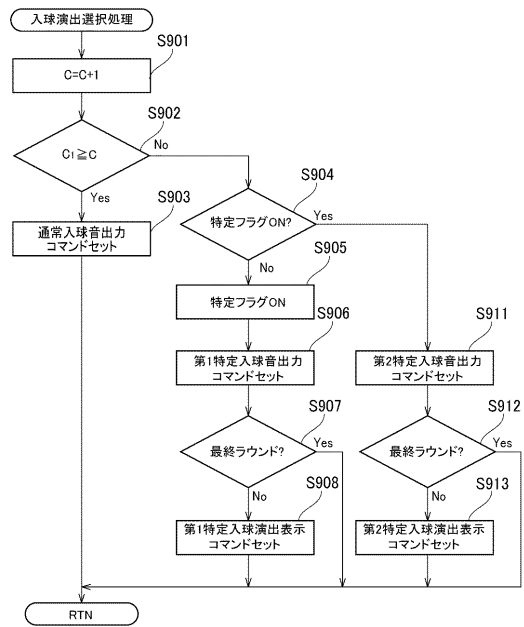 入球演出選択処理
S901
C=C+1
S902
C1≧C
No
Yes
S903
通常入球音出力
コマンドセット
S904
特定フラグON?
Yes
No
S905
特定フラグON
S906
第1特定入球音出力
コマンドセット
S911
第2特定入球音出力
コマンドセット
S907
最終ラウンド?
Yes
No
S912
最終ラウンド?
Yes
No
S908
第1特定入球演出表示
コマンドセット
S913
第2特定入球演出表示
コマンドセット
RTN